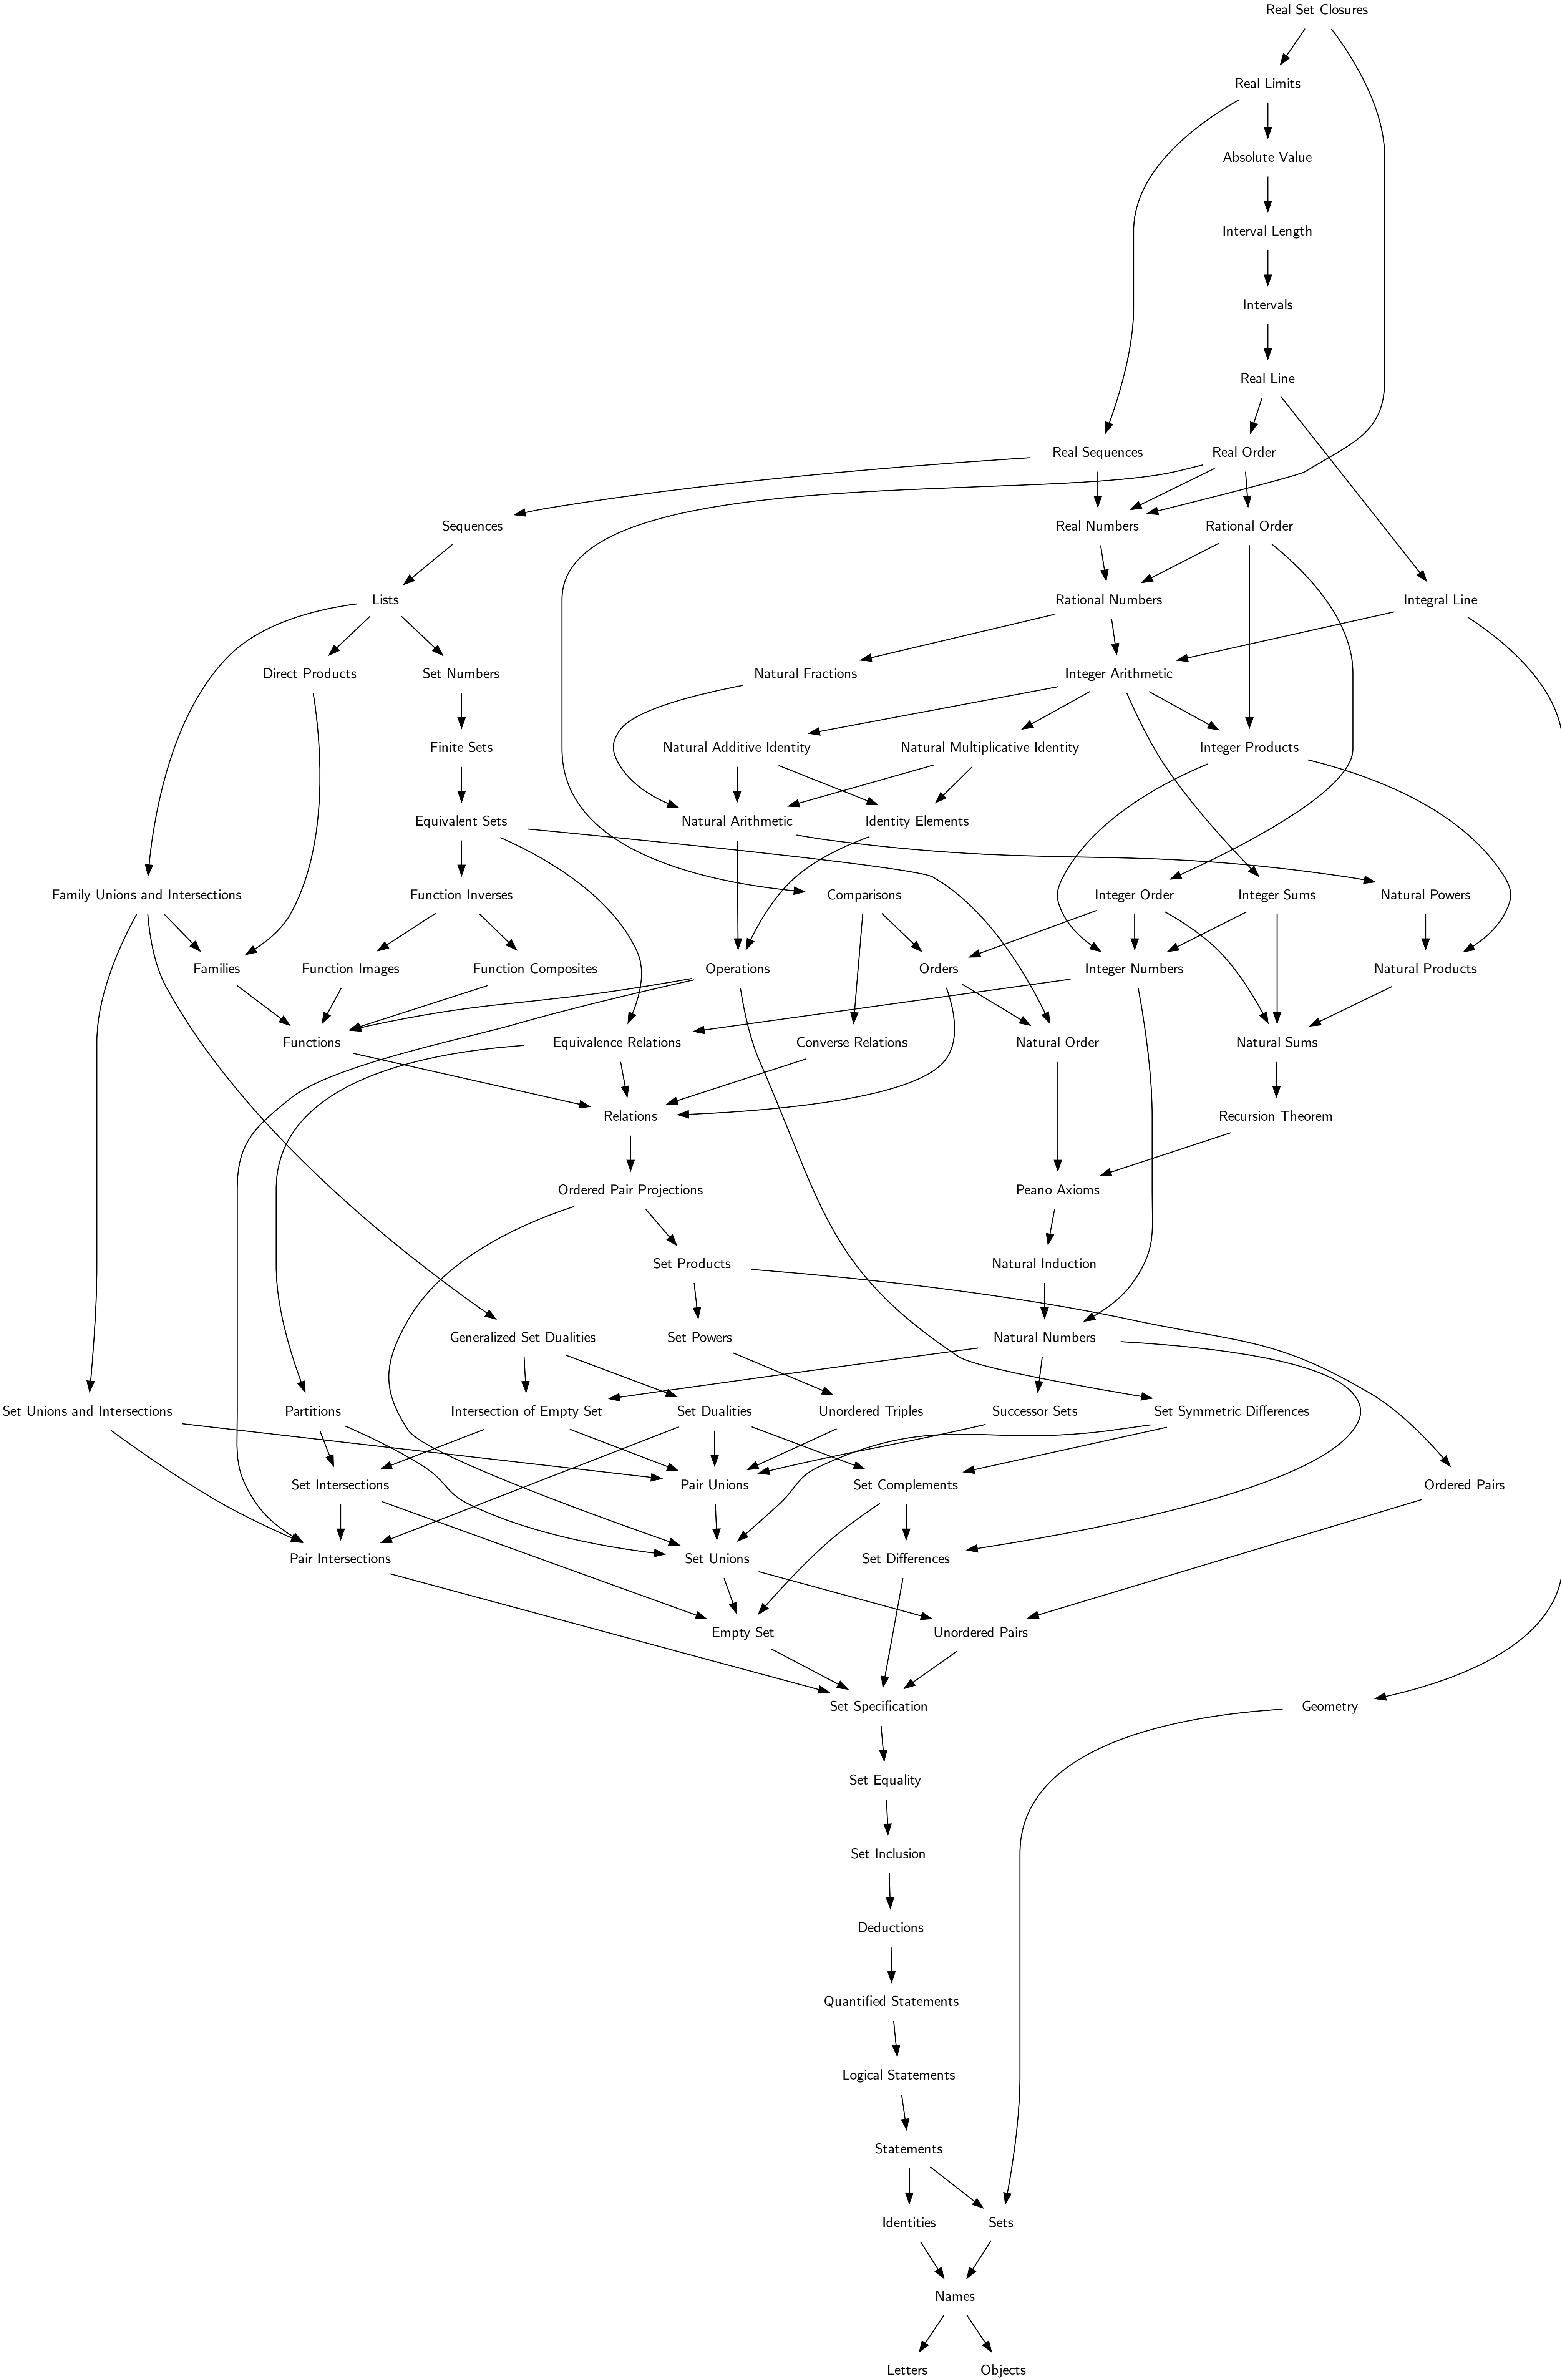 Real Set Closures
Real Limits
Absolute Value
Interval Length
Intervals
Real Line
Real Sequences
Real Order
Sequences
Real Numbers
Rational Order
Lists
Rational Numbers
Integral Line
Direct Products
Set Numbers
Natural Fractions
Integer Arithmetic
Finite Sets
Natural Additive Identity
Natural Multiplicative Identity
Integer Products
Equivalent Sets
Natural Arithmetic
Identity Elements
Family Unions and Intersections
Function Inverses
Comparisons
Integer Order
Integer Sums
Natural Powers
Families
Function Images
Function Composites
Operations
Orders
Integer Numbers
Natural Products
Functions
Equivalence Relations
Converse Relations
Natural Order
Natural Sums
Relations
Recursion Theorem
Ordered Pair Projections
Peano Axioms
Set Products
Natural Induction
Generalized Set Dualities
Set Powers
Natural Numbers
Set Unions and Intersections
Partitions
Intersection of Empty Set
Set Dualities
Unordered Triples
Successor Sets
Set Symmetric Differences
Set Intersections
Pair Unions
Set Complements
Ordered Pairs
Pair Intersections
Set Unions
Set Differences
Empty Set
Unordered Pairs
Set Specification
Geometry
Set Equality
Set Inclusion
Deductions
Quantified Statements
Logical Statements
Statements
Identities
Sets
Names
Letters
Objects